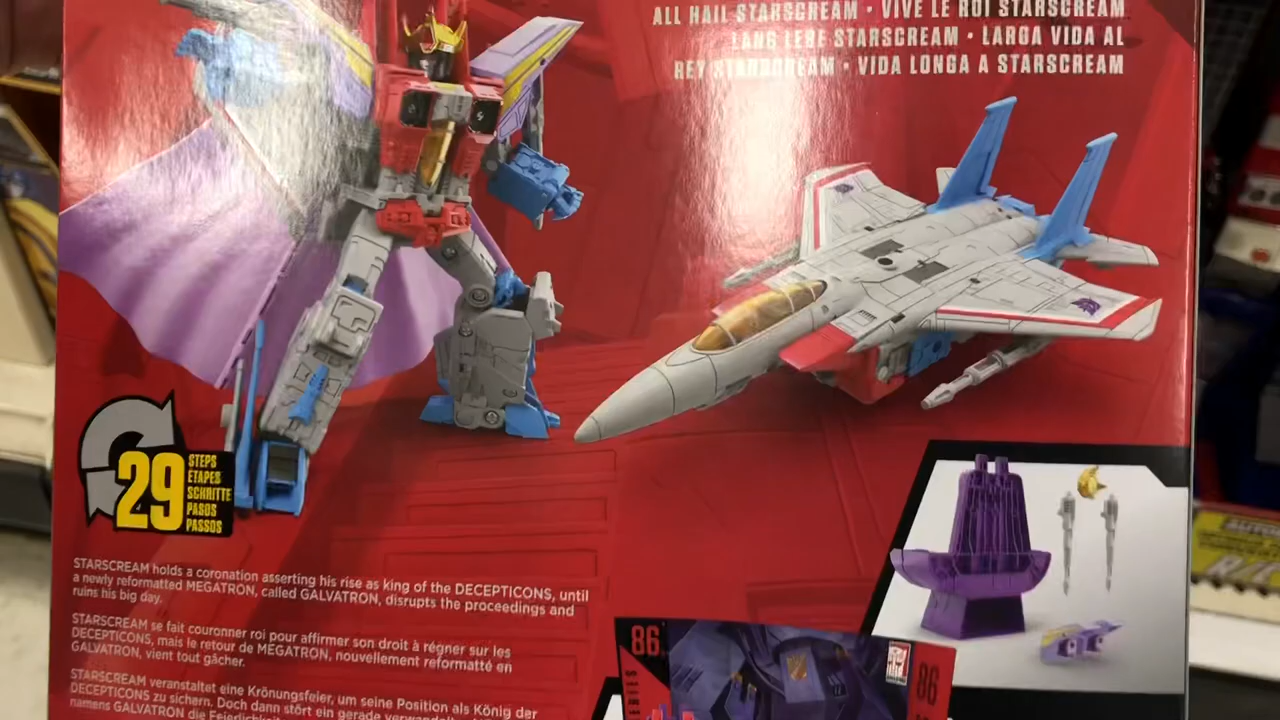 ALL HAIL STARSCREAM • VIVE LE ROI STARSCREAM
LANG LEBE STARSCREAM • LARGA VIDA AL
REY STARSCREAM • VIDA LONGA A STARSCREAM
29
STEPS
ETAPES
SCHRITTE
PASOS
PASSOS
STARSCREAM holds a coronation asserting his rise as king of the DECEPTICONS, until
a newly reformatted MEGATRON, called GALVATRON, disrupts the proceedings and
ruins his big day.
STARSCREAM se fait couronner roi pour affirmer son droit à régner sur les
DECEPTICONS, mais le retour de MEGATRON, nouvellement reformatté en
GALVATRON, vient tout gâcher.
STARSCREAM veranstaltet eine Krönungsfeier, um seine Position als König der
DECEPTICONS zu sichern. Doch dann stört ein gerade
namens GALVATRON die
86
86
R/C